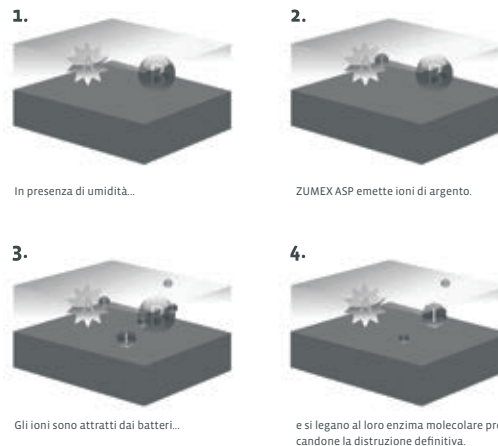 1.
2.
In presenza di umidità...
ZUMEX ASP emette ioni di argento.
3.
4.
Gli ioni sono attratti dai batteri...
e si legano al loro enzima molecolare
candone la distruzione definitiva.